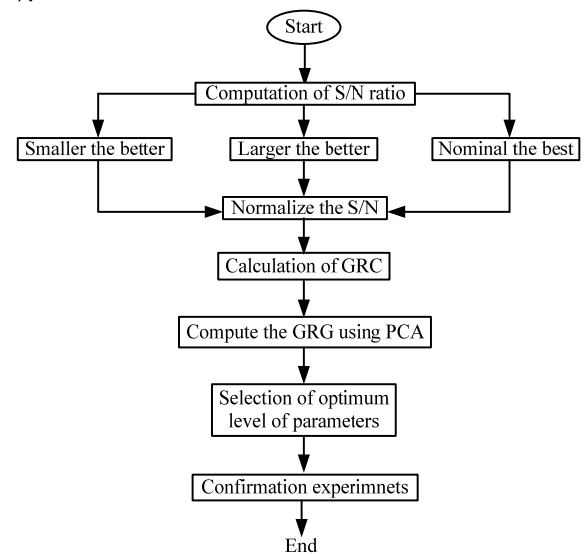 Start
Computation of S/N ratio
Smaller the better
Larger the better
Nominal the best
Normalize the S/N
Calculation of GRC
Compute the GRG using PCA
Selection of optimum
level of parameters
Confirmation experimnets
End